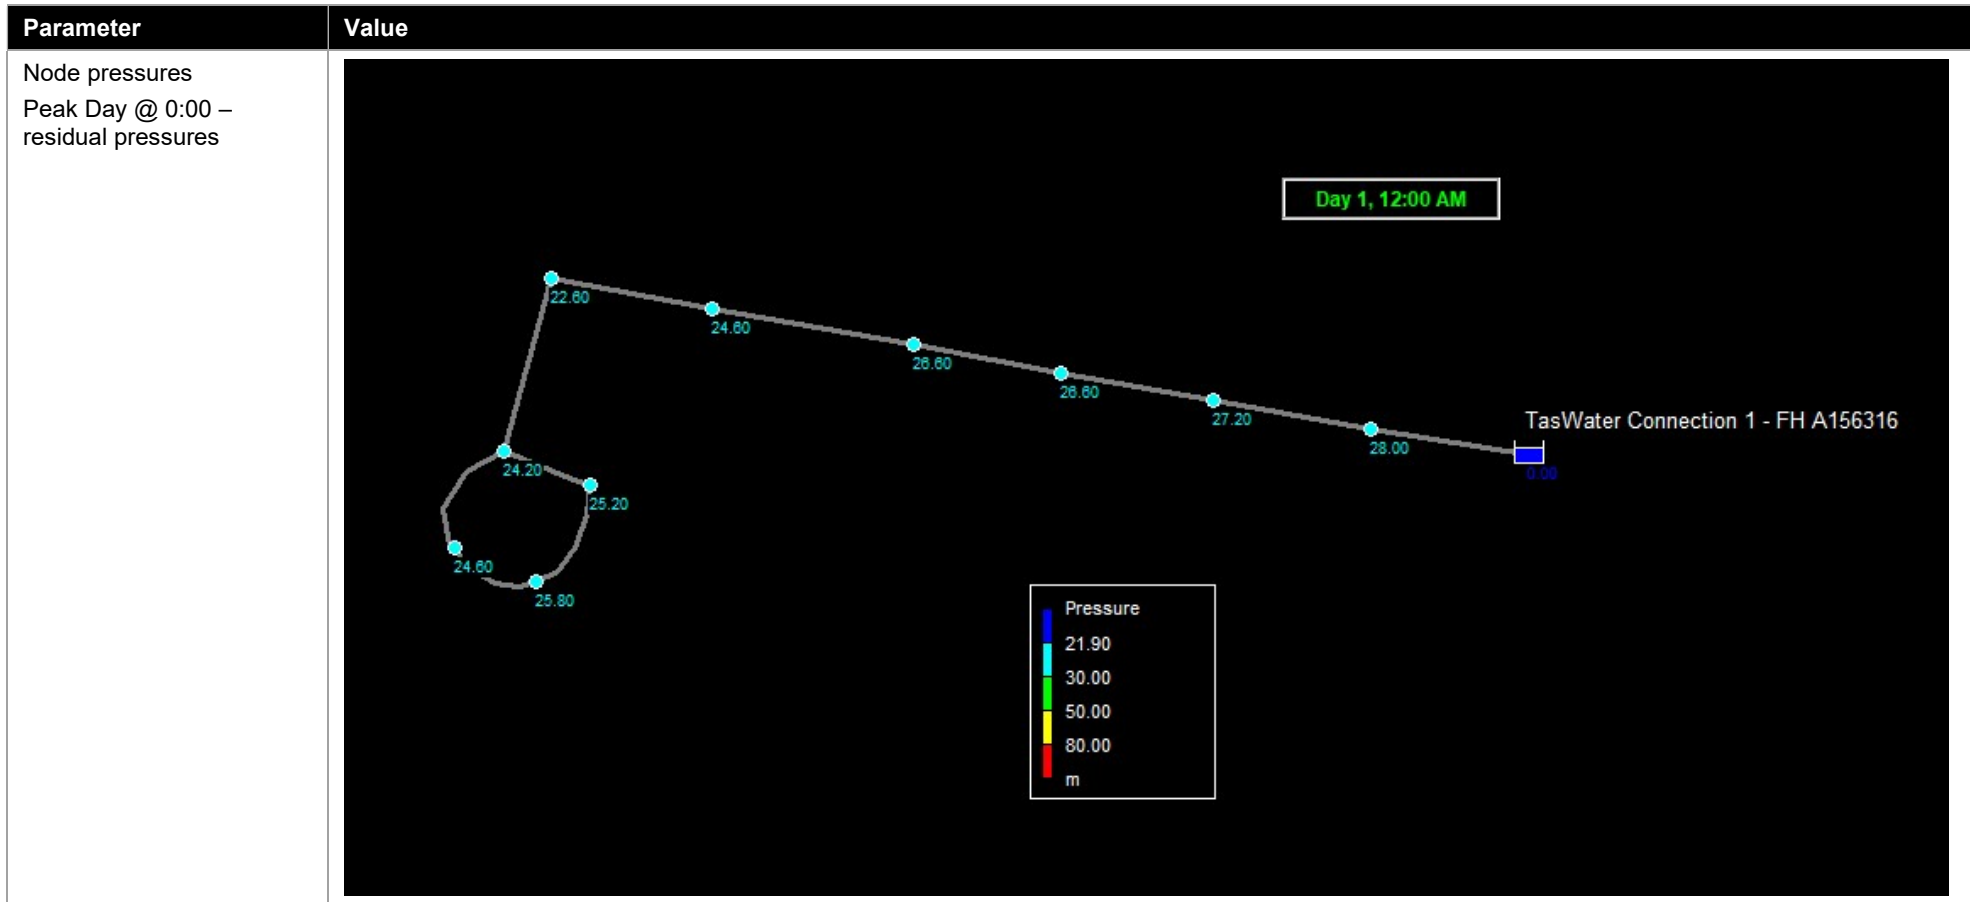 Parameter
Value
Node pressures
Peak Day @ 0:00 –
residual pressures
Day 1, 12:00 AM
22.60
24.60
26.60
26.60
27.20
28.00
TasWater Connection 1 - FH A156316
0.00
24.20
25.20
24.60
25.80
Pressure
21.90
30.00
50.00
80.00
m